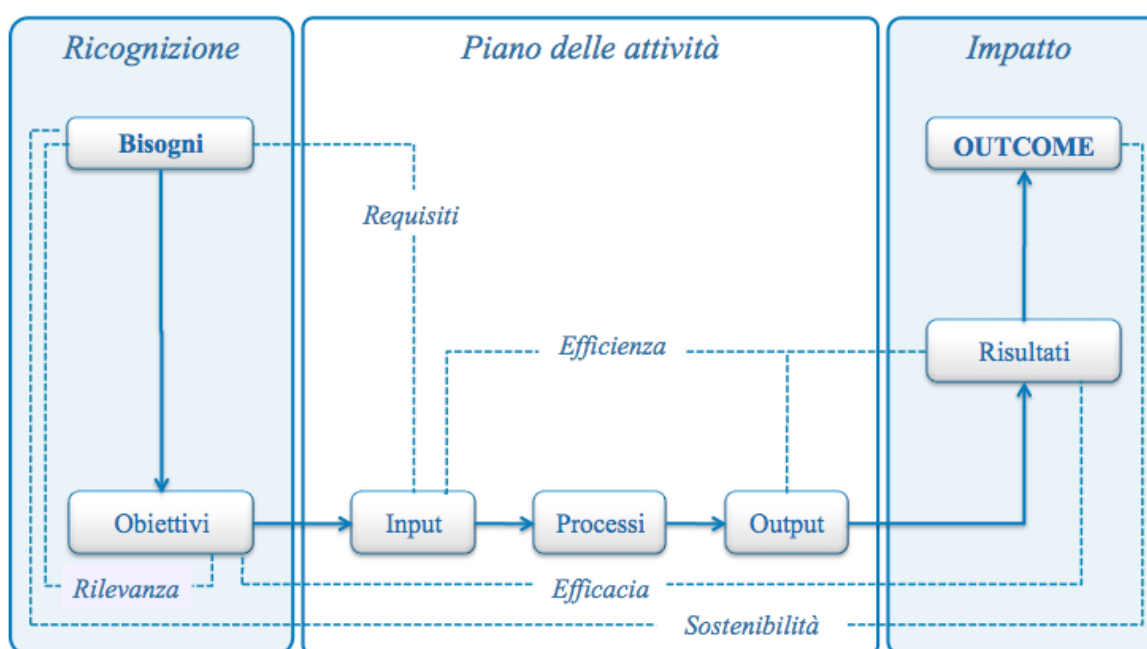 Ricognizione
Piano delle attività
Impatto
Bisogni
OUTCOME
Requisiti
Efficienza
Risultati
Obiettivi
Input
Processi
Output
Rilevanza
Efficacia
Sostenibilità